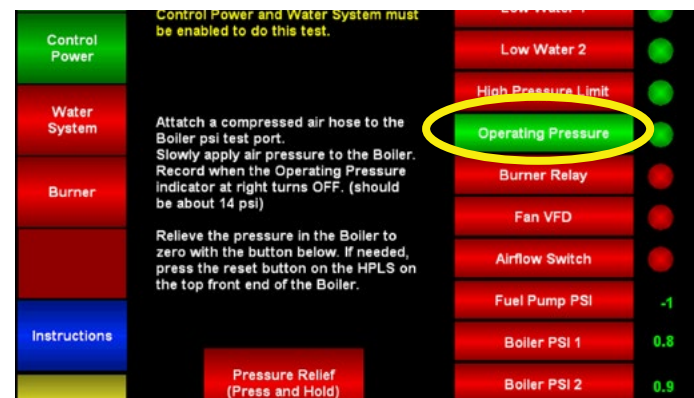 Control
Power
Water
System
Burner
Instructions
Control Power and Water System must
be enabled to do this test.
Attatch a compressed air hose to the
Boiler psi test port.
Slowly apply air pressure to the Boiler.
Record when the Operating Pressure
indicator at right turns OFF. (should
be about 14 psi)
Relieve the pressure in the Boiler to
zero with the button below. If needed,
press the reset button on the HPLS on
the top front end of the Boiler.
Pressure Relief
(Press and Hold)
Low Water 1
Low Water 2
High Pressure Limit
Operating Pressure
Burner Relay
Fan VFD
Airflow Switch
Fuel Pump PSI -1
Boiler PSI 1 0.8
Boiler PSI 2 0.9